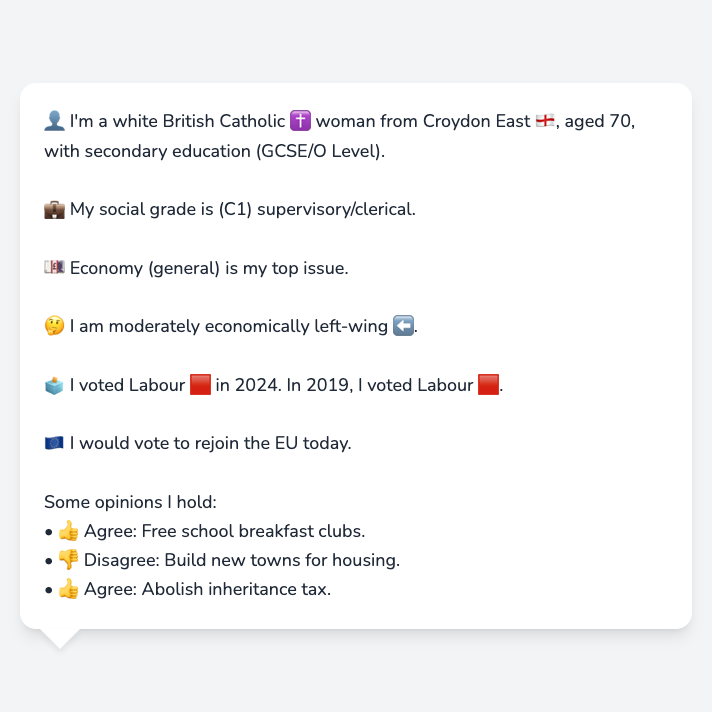 👤 I'm a white British Catholic ✝️ woman from Croydon East 🏴󠁧󠁢󠁥󠁮󠁧󠁿, aged 70,
with secondary education (GCSE/O Level).
💼 My social grade is (C1) supervisory/clerical.
💷 Economy (general) is my top issue.
🤔 I am moderately economically left-wing ⬅️.
🗳️ I voted Labour 🟥 in 2024. In 2019, I voted Labour 🟥.
🇪🇺 I would vote to rejoin the EU today.
Some opinions I hold:
• 👍 Agree: Free school breakfast clubs.
• 👎 Disagree: Build new towns for housing.
• 👍 Agree: Abolish inheritance tax.